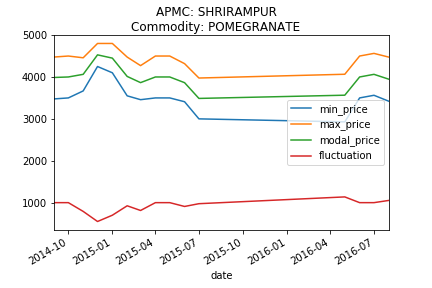 APMC: SHRIRAMPUR
Commodity: POMEGRANATE
5000
4000
3000
2000
1000
min_price
max_price
modal_price
fluctuation
2014-10
2015-01
2015-04
2015-07
2015-10
2016-01
2016-04
2016-07
date